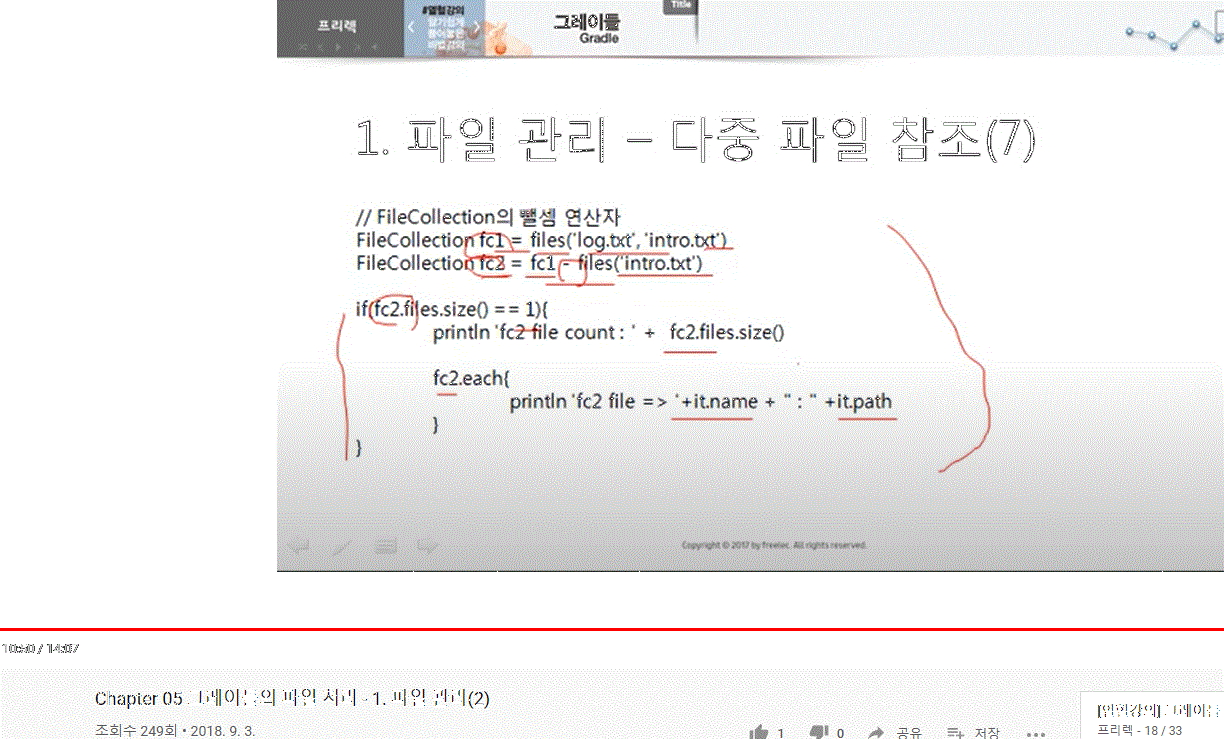 프리렉
#열혈강의
그레이들
Gradle
Title
1. 파일 관리 – 다중 파일 참조(7)
// FileCollection의 뺄셈 연산자
FileCollection fc1 = files('log.txt', 'intro.txt')
FileCollection fc2 = fc1 - files('intro.txt')
if(fc2.files.size() == 1){
println 'fc2 file count : ' + fc2.files.size()
fc2.each{
println 'fc2 file => '+it.name + " : " +it.path
}
}
Copyright © 2017 by freelec. All rights reserved.
10:50 / 14:07
Chapter 05. 그레이들의 파일 처리 - 1. 파일 관리(2)
조회수 249회 • 2018. 9. 3.
1 0 공유 저장
[열혈강의] 그레이들
프리렉 - 18 / 33